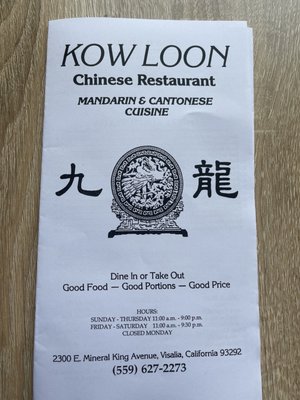 KOW LOON
Chinese Restaurant
MANDARIN & CANTONESE
CUISINE
九 龍
Dine In or Take Out
Good Food — Good Portions — Good Price
HOURS:
SUNDAY - THURSDAY 11:00 a.m. - 9:00 p.m.
FRIDAY - SATURDAY 11:00 a.m. - 9:30 p.m.
CLOSED MONDAY
2300 E. Mineral King Avenue, Visalia, California 93292
(559) 627-2273